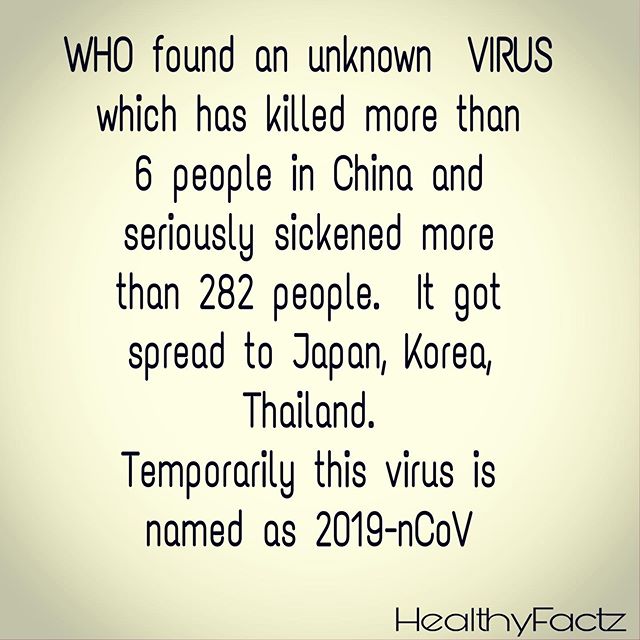 WHO found an unknown VIRUS
which has killed more than
6 people in China and
seriously sickened more
than 282 people. It got
spread to Japan, Korea,
Thailand.
Temporarily this virus is
named as 2019-nCoV
HealthyFactz